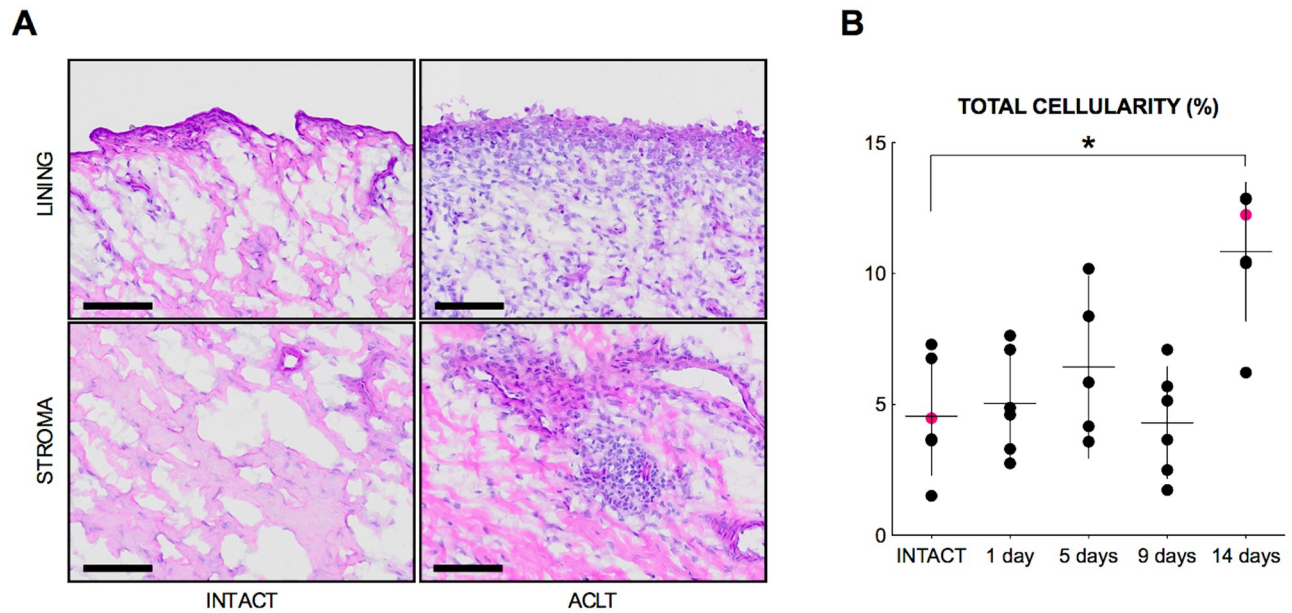 A
LINING
STROMA
INTACT
ACLT
B
TOTAL CELLULARITY (%)
*
15
10
5
0
INTACT
1 day
5 days
9 days
14 days